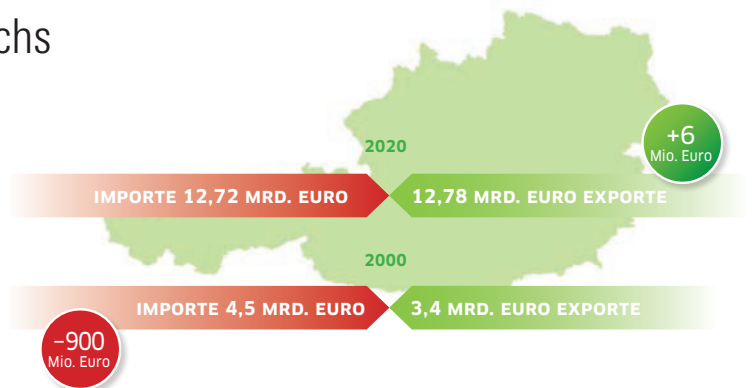 chs
2020
+6
Mio. Euro
IMPORTE 12,72 MRD. EURO
12,78 MRD. EURO EXPORTE
2000
IMPORTE 4,5 MRD. EURO
3,4 MRD. EURO EXPORTE
–900
Mio. Euro